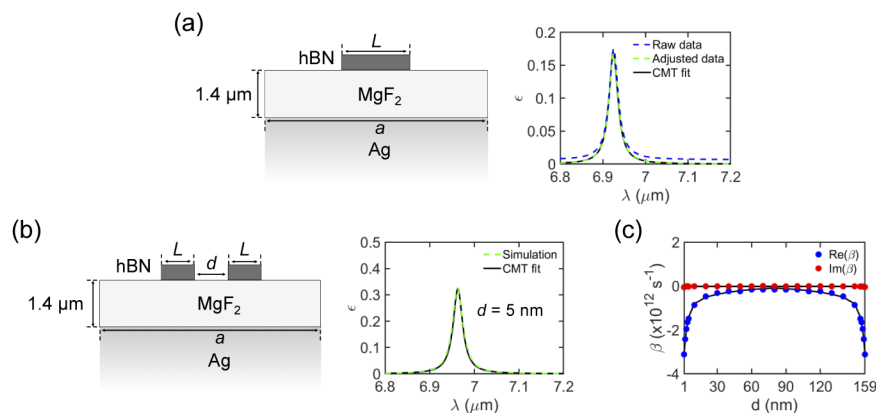 (a)
L
hBN
1.4 μm
MgF₂
a
Ag
0.2
0.15
0.1
0.05
0
ϵ
Raw data
Adjusted data
CMT fit
6.8 6.9 7 7.1 7.2
λ (μm)
(b)
L d L
hBN
1.4 μm
MgF₂
a
Ag
0.5
0.4
0.3
0.2
0.1
0
ϵ
Simulation
CMT fit
d = 5 nm
6.8 6.9 7 7.1 7.2
λ (μm)
(c)
2
0
-2
-4
β (x10¹² s⁻¹)
Re(β)
Im(β)
1 30 60 90 120 159
d (nm)